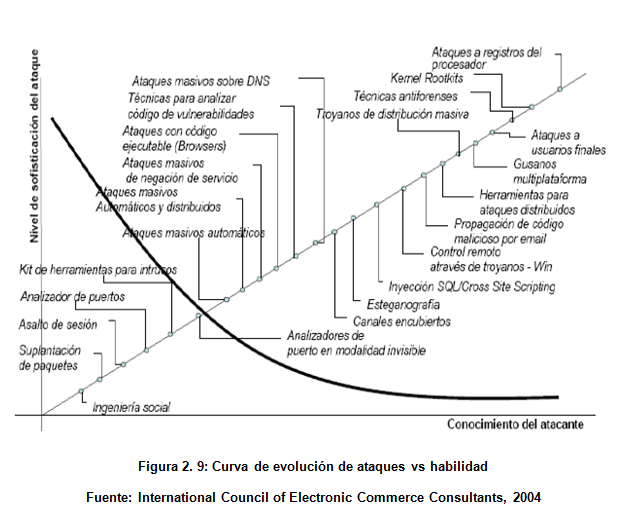 Nivel de sofisticación del ataque
Ataques a registros del
procesador
Kernel Rootkits
Técnicas antiforenses
Troyanos de distribución masiva
Ataques masivos sobre DNS
Técnicas para analizar
código de vulnerabilidades
Ataques con código
ejecutable (Browsers)
Ataques masivos
de negación de servicio
Ataques masivos
Automáticos y distribuidos
Ataques masivos automáticos
Kit de herramientas para intrusos
Analizador de puertos
Asalto de sesión
Suplantación
de paquetes
Ingeniería social
Analizadores de
puerto en modalidad invisible
Canales encubiertos
Esteganografía
Inyección SQL/Cross Site Scripting
Control remoto
através de troyanos - Win
Propagación de código
malicioso por email
Herramientas para
ataques distribuidos
Gusanos
multiplataforma
Ataques a
usuarios finales
Conocimiento del atacante
Figura 2. 9: Curva de evolución de ataques vs habilidad
Fuente: International Council of Electronic Commerce Consultants, 2004